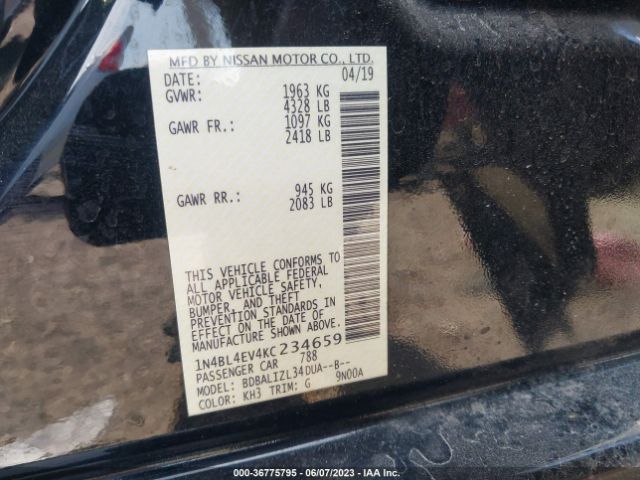 MFD BY NISSAN MOTOR CO., LTD.
DATE: 04/19
GVWR: 1963 KG
4328 LB
GAWR FR.: 1097 KG
2418 LB
GAWR RR.: 945 KG
2083 LB
THIS VEHICLE CONFORMS TO
ALL APPLICABLE FEDERAL
MOTOR VEHICLE SAFETY,
BUMPER, AND THEFT
PREVENTION STANDARDS IN
EFFECT ON THE DATE OF
MANUFACTURE SHOWN ABOVE.
1N4BL4EV4KC234659
PASSENGER CAR 788
MODEL: BDBALIZL34DUA--B--
COLOR: KH3 TRIM: G 9N00A
000-36775795 - 06/07/2023 - IAA Inc.